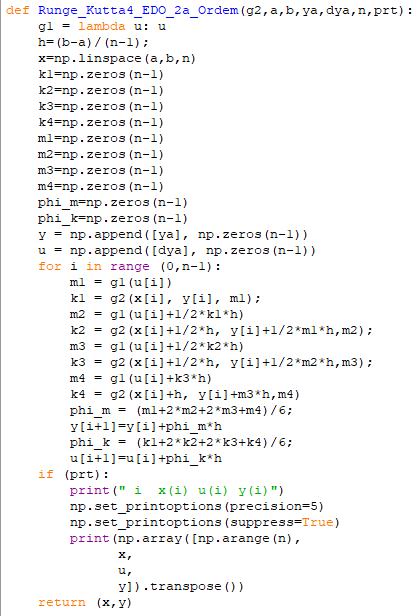 def Runge_Kutta4_EDO_2a_Ordem(g2,a,b,ya,dya,n,prt):
    g1 = lambda u: u
    h=(b-a)/(n-1);
    x=np.linspace(a,b,n)
    k1=np.zeros(n-1)
    k2=np.zeros(n-1)
    k3=np.zeros(n-1)
    k4=np.zeros(n-1)
    m1=np.zeros(n-1)
    m2=np.zeros(n-1)
    m3=np.zeros(n-1)
    m4=np.zeros(n-1)
    phi_m=np.zeros(n-1)
    phi_k=np.zeros(n-1)
    y = np.append([ya], np.zeros(n-1))
    u = np.append([dya], np.zeros(n-1))
    for i in range (0,n-1):
        m1 = g1(u[i])
        k1 = g2(x[i], y[i], m1);
        m2 = g1(u[i]+1/2*k1*h)
        k2 = g2(x[i]+1/2*h, y[i]+1/2*m1*h,m2);
        m3 = g1(u[i]+1/2*k2*h)
        k3 = g2(x[i]+1/2*h, y[i]+1/2*m2*h,m3);
        m4 = g1(u[i]+k3*h)
        k4 = g2(x[i]+h, y[i]+m3*h,m4)
        phi_m = (m1+2*m2+2*m3+m4)/6;
        y[i+1]=y[i]+phi_m*h
        phi_k = (k1+2*k2+2*k3+k4)/6;
        u[i+1]=u[i]+phi_k*h
    if (prt):
        print(" i  x(i) u(i) y(i)")
        np.set_printoptions(precision=5)
        np.set_printoptions(suppress=True)
        print(np.array([np.arange(n),
              x,
              u,
              y]).transpose())
    return (x,y)